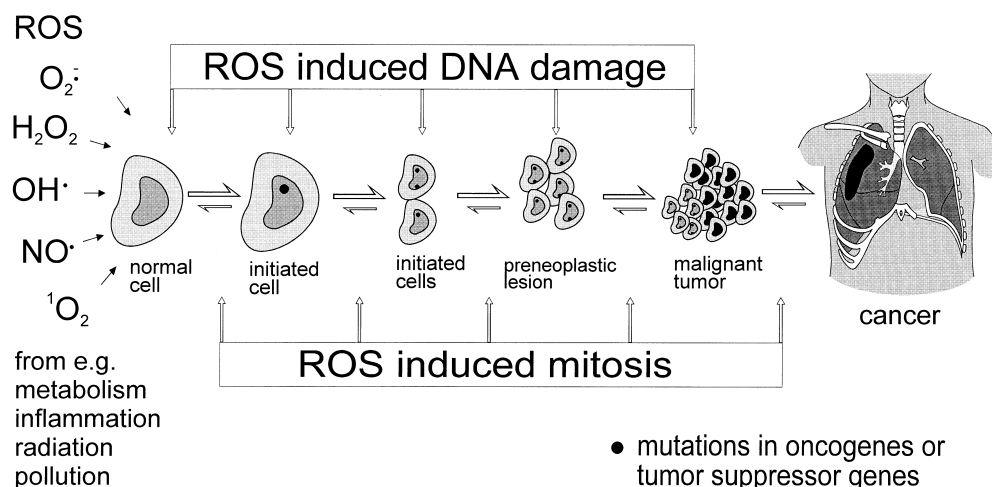 ROS
ROS induced DNA damage
O₂•̄
H₂O₂
OH•
NO•
¹O₂
normal
cell
initiated
cell
initiated
cells
preneoplastic
lesion
malignant
tumor
cancer
ROS induced mitosis
from e.g.
metabolism
inflammation
radiation
pollution
● mutations in oncogenes or
tumor suppressor genes